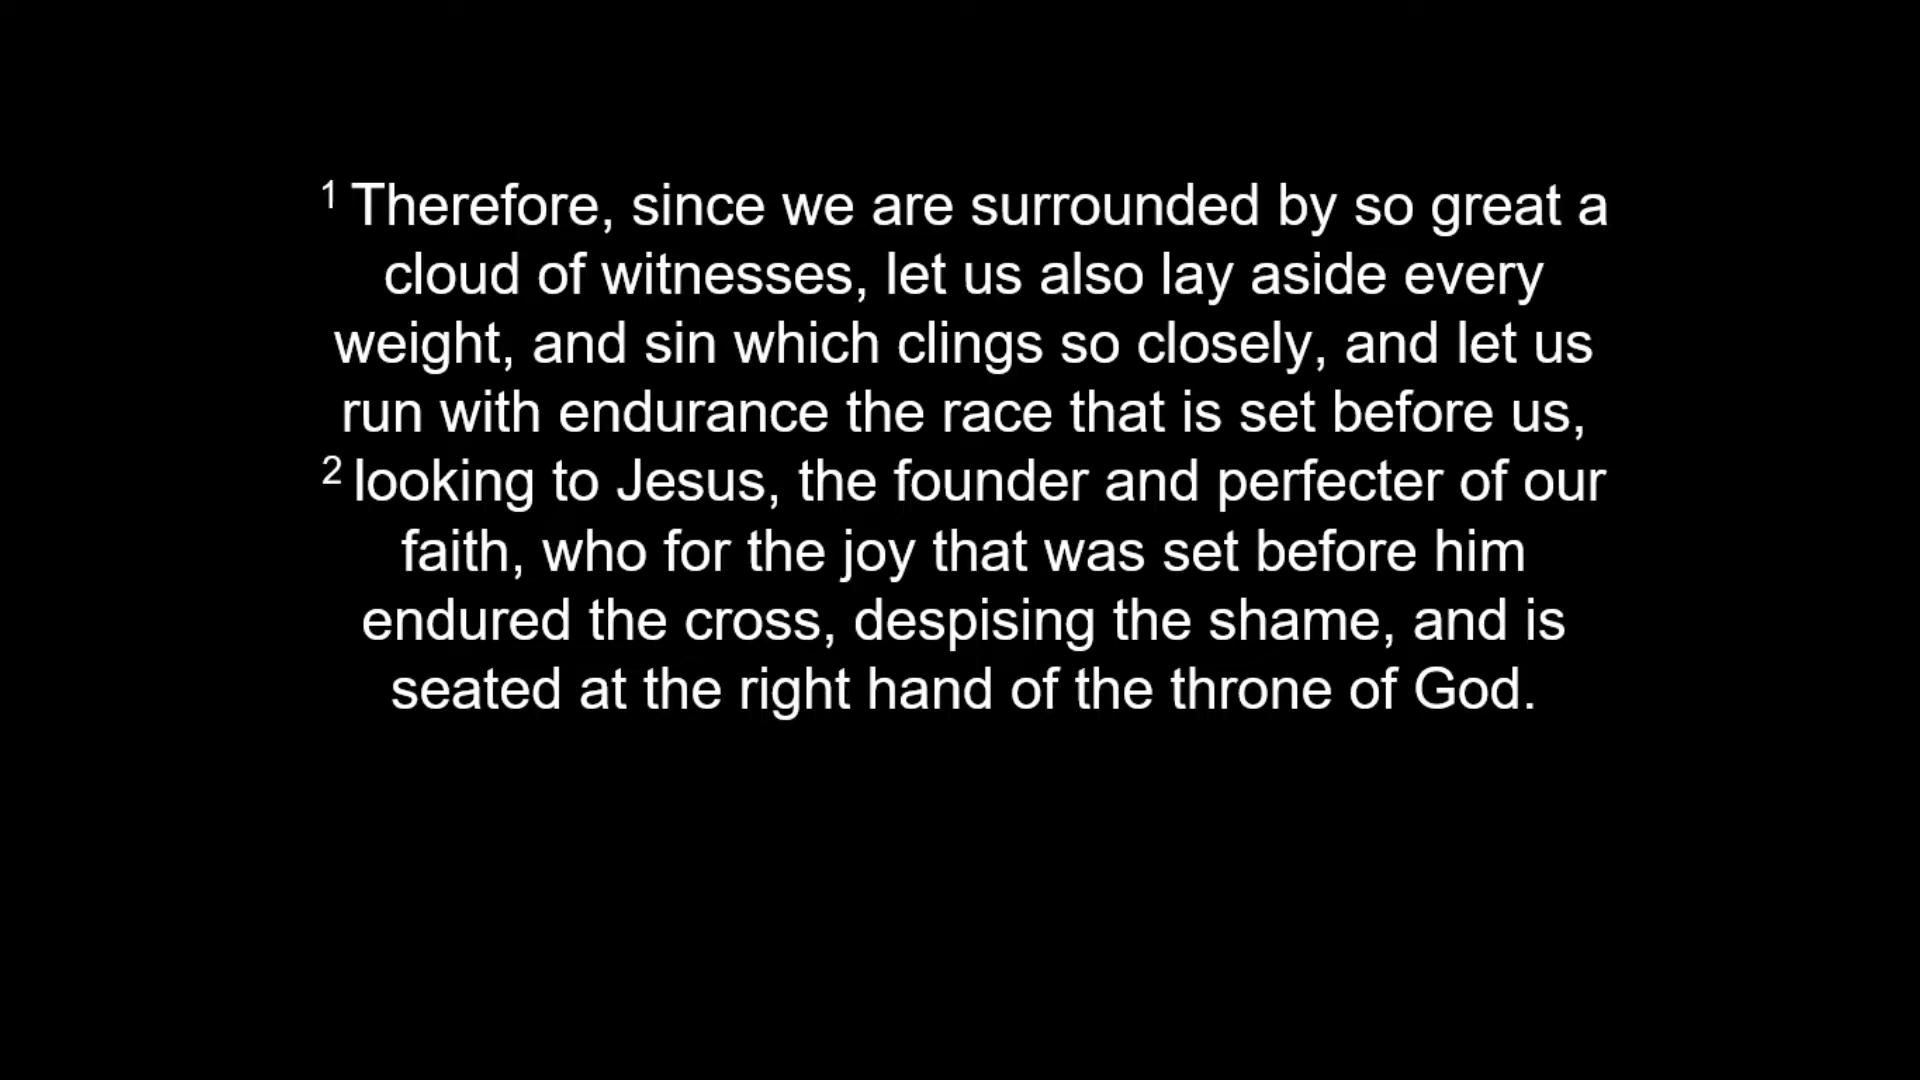 1 Therefore, since we are surrounded by so great a
cloud of witnesses, let us also lay aside every
weight, and sin which clings so closely, and let us
run with endurance the race that is set before us,
2 looking to Jesus, the founder and perfecter of our
faith, who for the joy that was set before him
endured the cross, despising the shame, and is
seated at the right hand of the throne of God.